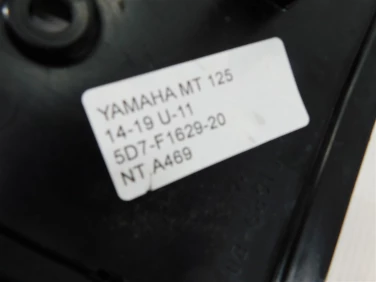 YAMAHA MT 125
14-19 U-11
5D7-F1629-20
NT A469